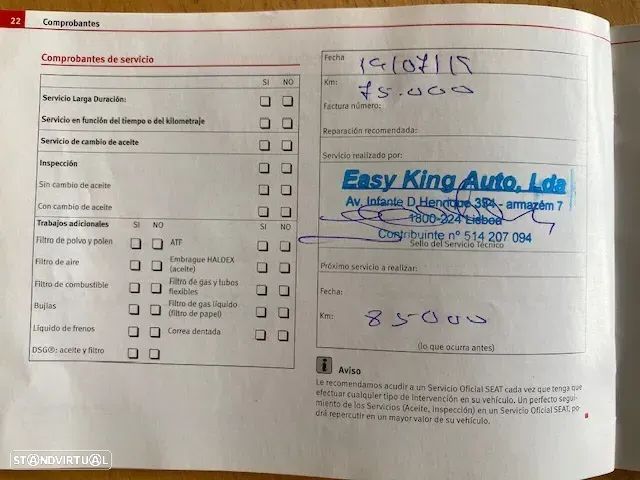 22
Comprobantes
Comprobantes de servicio
SI NO
Servicio Larga Duración:
Servicio en función del tiempo o del kilometraje
Servicio de cambio de aceite
Inspección
Sin cambio de aceite
Con cambio de aceite
Trabajos adicionales SI NO SI NO
Filtro de polvo y polen
ATF
Filtro de aire
Embrague HALDEX
(aceite)
Filtro de combustible
Filtro de gas y tubos
flexibles
Bujías
Filtro de gas líquido
(filtro de papel)
Líquido de frenos
Correa dentada
DSG®: aceite y filtro
Fecha 19/07/19
Km: 75.000
Factura número:
Reparación recomendada:
Servicio realizado por:
Easy King Auto, Lda
Av. Infante D. Henrique 334 - armazém 7
1800-224 Lisboa
Contribuinte nº 514 207 094
Sello del Servicio Técnico
Próximo servicio a realizar:
Fecha:
Km: 85000
(lo que ocurra antes)
i Aviso
Le recomendamos acudir a un Servicio Oficial SEAT cada vez que tenga que
efectuar cualquier tipo de intervención en su vehículo. Un perfecto segui-
miento de los Servicios (Aceite, Inspección) en un Servicio Oficial SEAT, po-
drá repercutir en un mayor valor de su vehículo.
STANDVIRTUAL